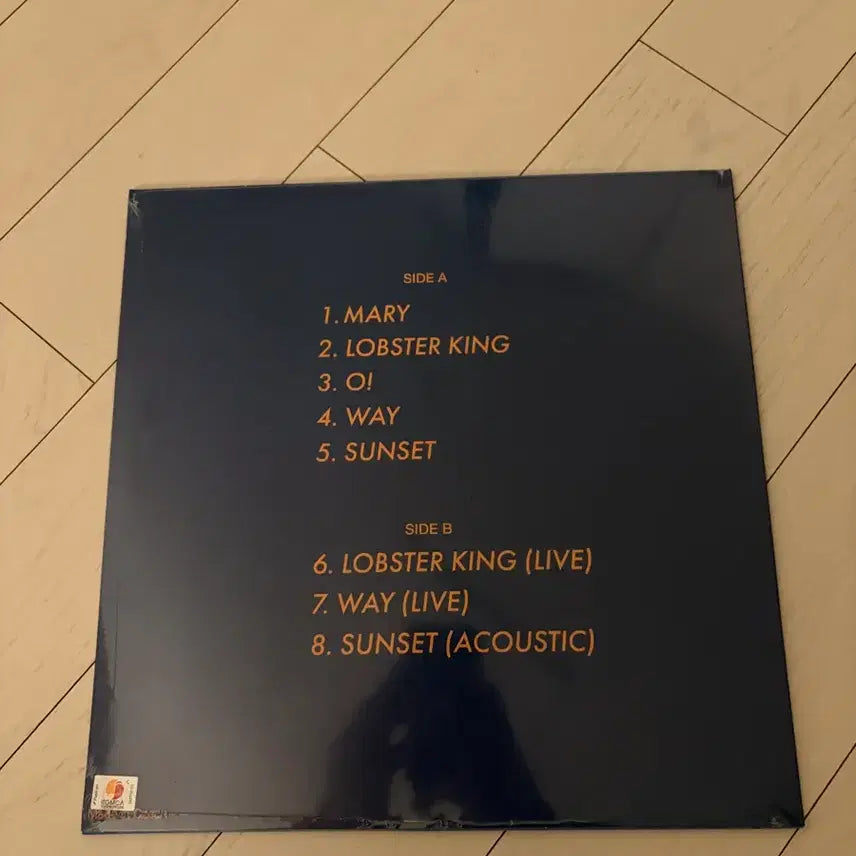 SIDE A
1. MARY
2. LOBSTER KING
3. O!
4. WAY
5. SUNSET
SIDE B
6. LOBSTER KING (LIVE)
7. WAY (LIVE)
8. SUNSET (ACOUSTIC)
KOMCA